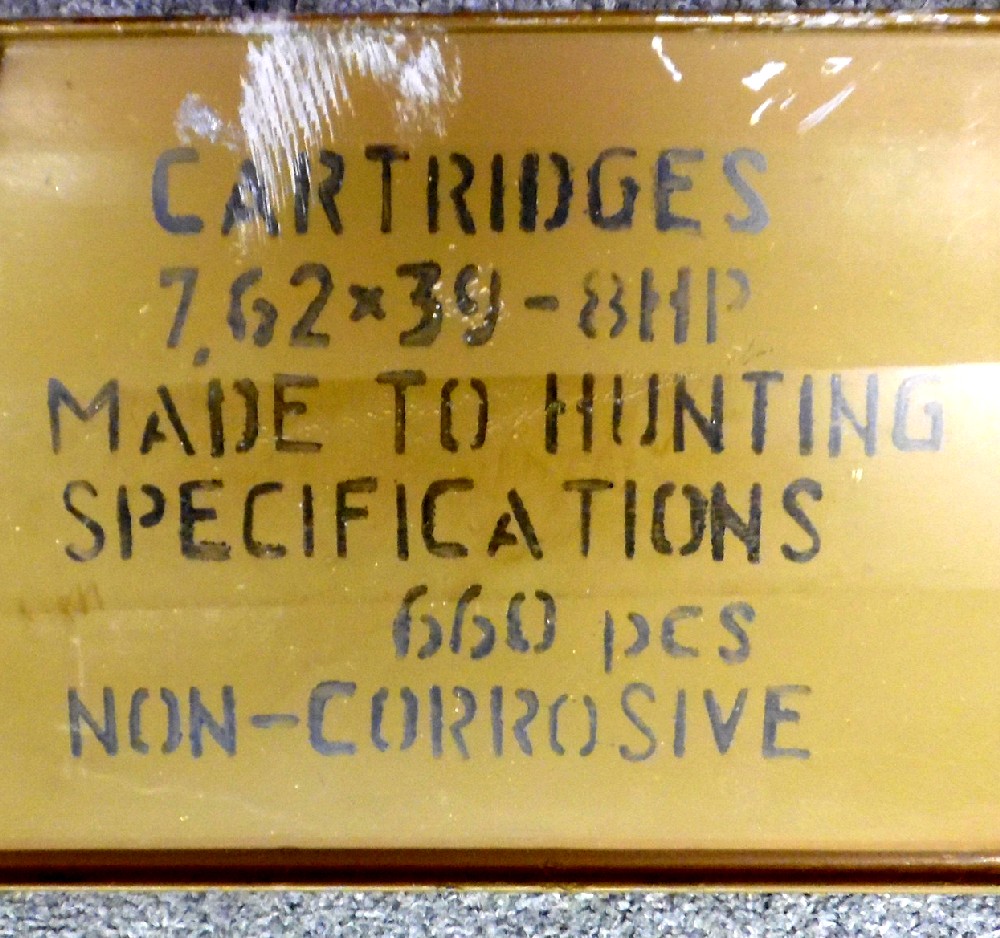 CARTRIDGES
7,62×39-8HP
MADE TO HUNTING
SPECIFICATIONS
660 pcs
NON-CORROSIVE